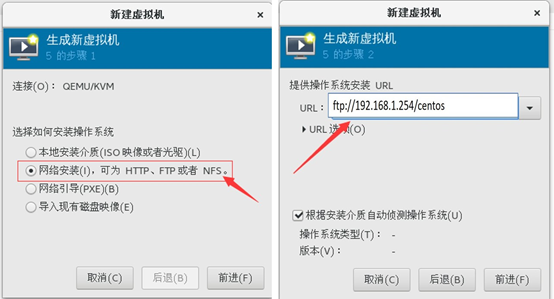 新建虚拟机
生成新虚拟机
5 的步骤 1
连接(O)： QEMU/KVM
选择如何安装操作系统
本地安装介质(ISO 映像或者光驱)(L)
网络安装(I)，可为 HTTP、FTP或者 NFS。
网络引导(PXE)(B)
导入现有磁盘映像(E)
取消(C)
后退(B)
前进(F)
新建虚拟机
生成新虚拟机
5 的步骤 2
提供操作系统安装 URL
URL： ftp://192.168.1.254/centos
URL 选项(O)
根据安装介质自动侦测操作系统(U)
操作系统类型(T)： -
版本(V)： -
取消(C)
后退(B)
前进(F)